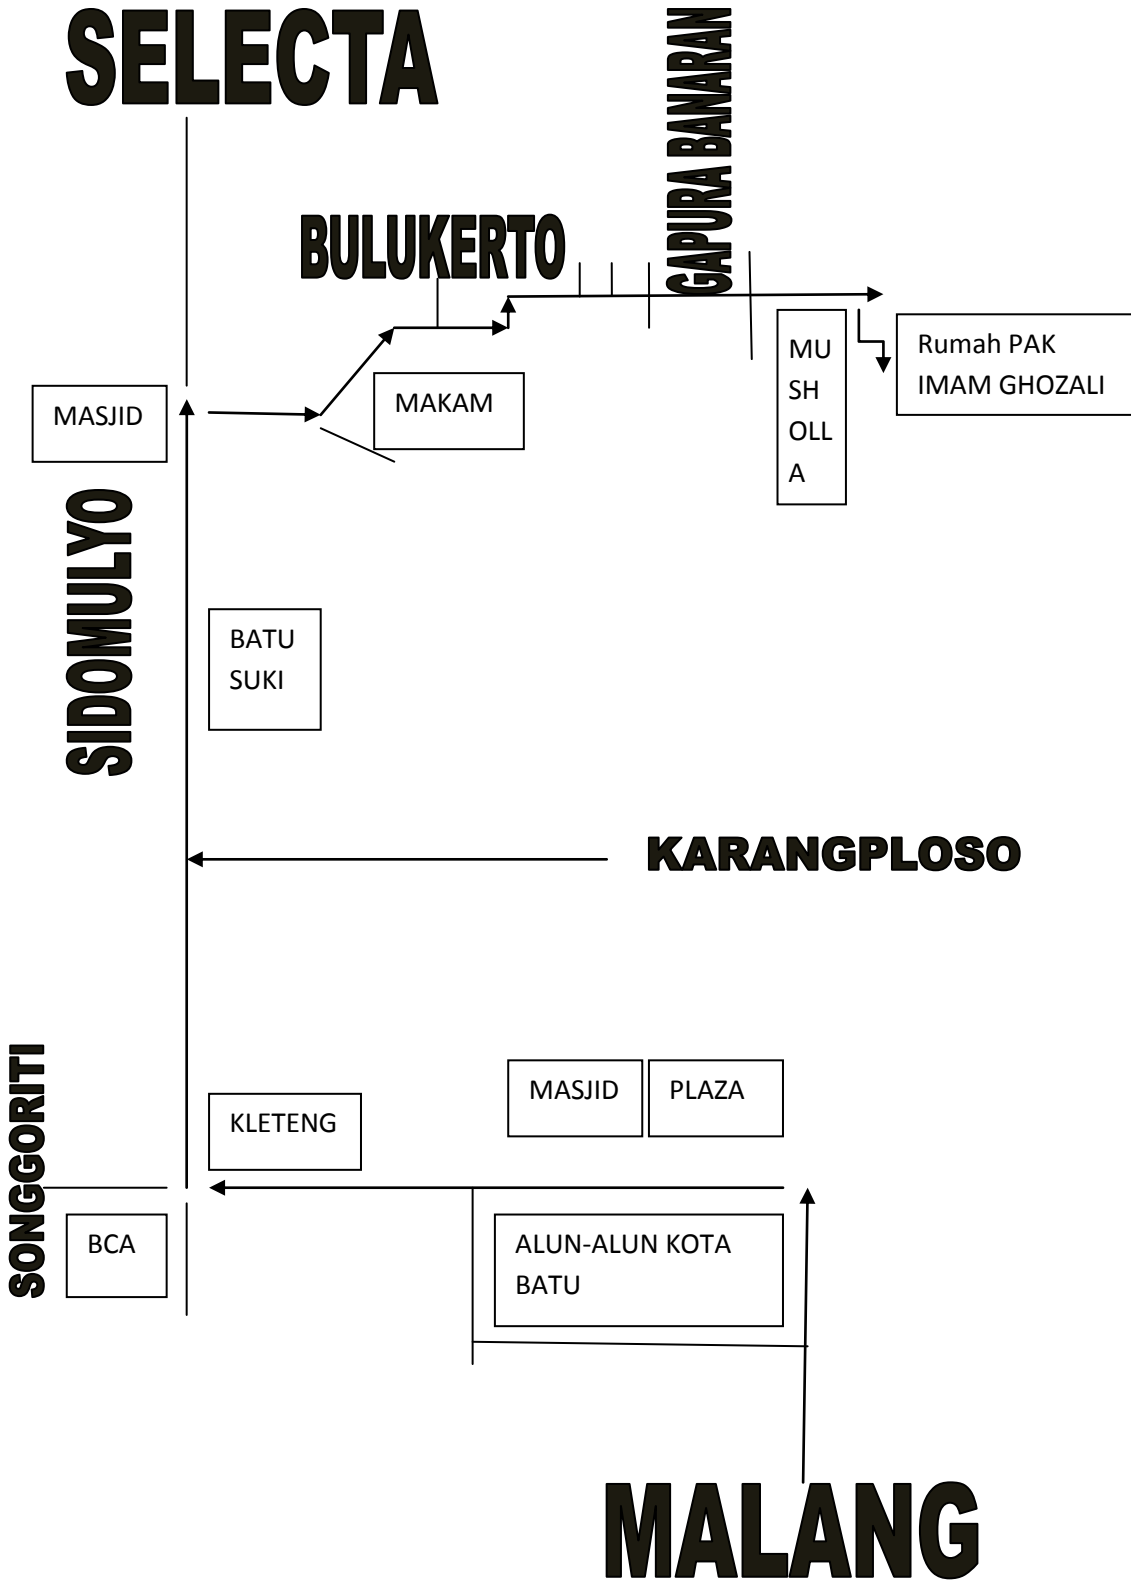 SELECTA
GAPURA BANARAN
BULUKERTO
MU
SH
OLL
A
Rumah PAK
IMAM GHOZALI
MASJID
MAKAM
SIDOMULYO
BATU
SUKI
KARANGPLOSO
SONGGORITI
MASJID
PLAZA
KLETENG
BCA
ALUN-ALUN KOTA
BATU
MALANG